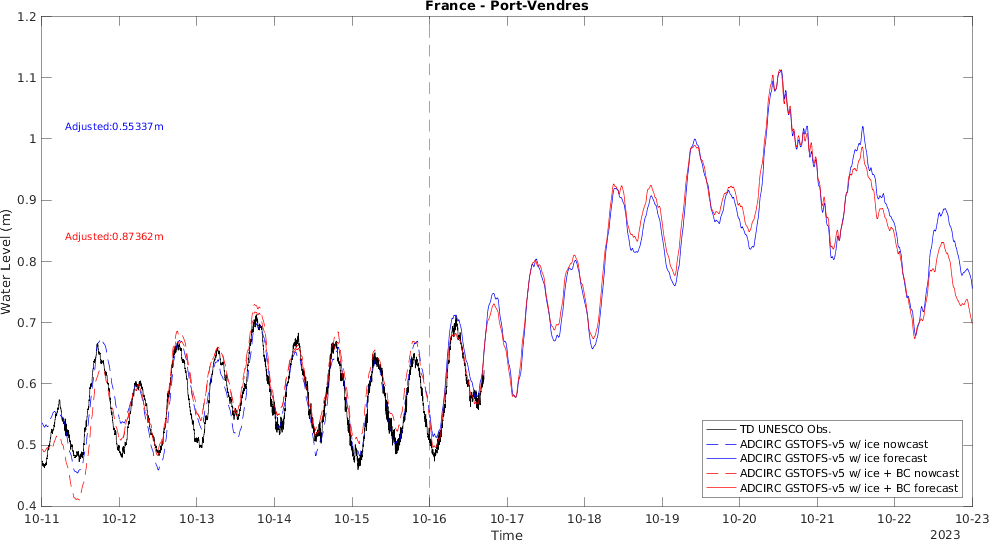 France - Port-Vendres
1.2
1.1
1
0.9
0.8
0.7
0.6
0.5
0.4
Water Level (m)
Adjusted:0.55337m
Adjusted:0.87362m
TD UNESCO Obs.
ADCIRC GSTOFS-v5 w/ ice nowcast
ADCIRC GSTOFS-v5 w/ ice forecast
ADCIRC GSTOFS-v5 w/ ice + BC nowcast
ADCIRC GSTOFS-v5 w/ ice + BC forecast
10-11 10-12 10-13 10-14 10-15 10-16 10-17 10-18 10-19 10-20 10-21 10-22 10-23
Time
2023